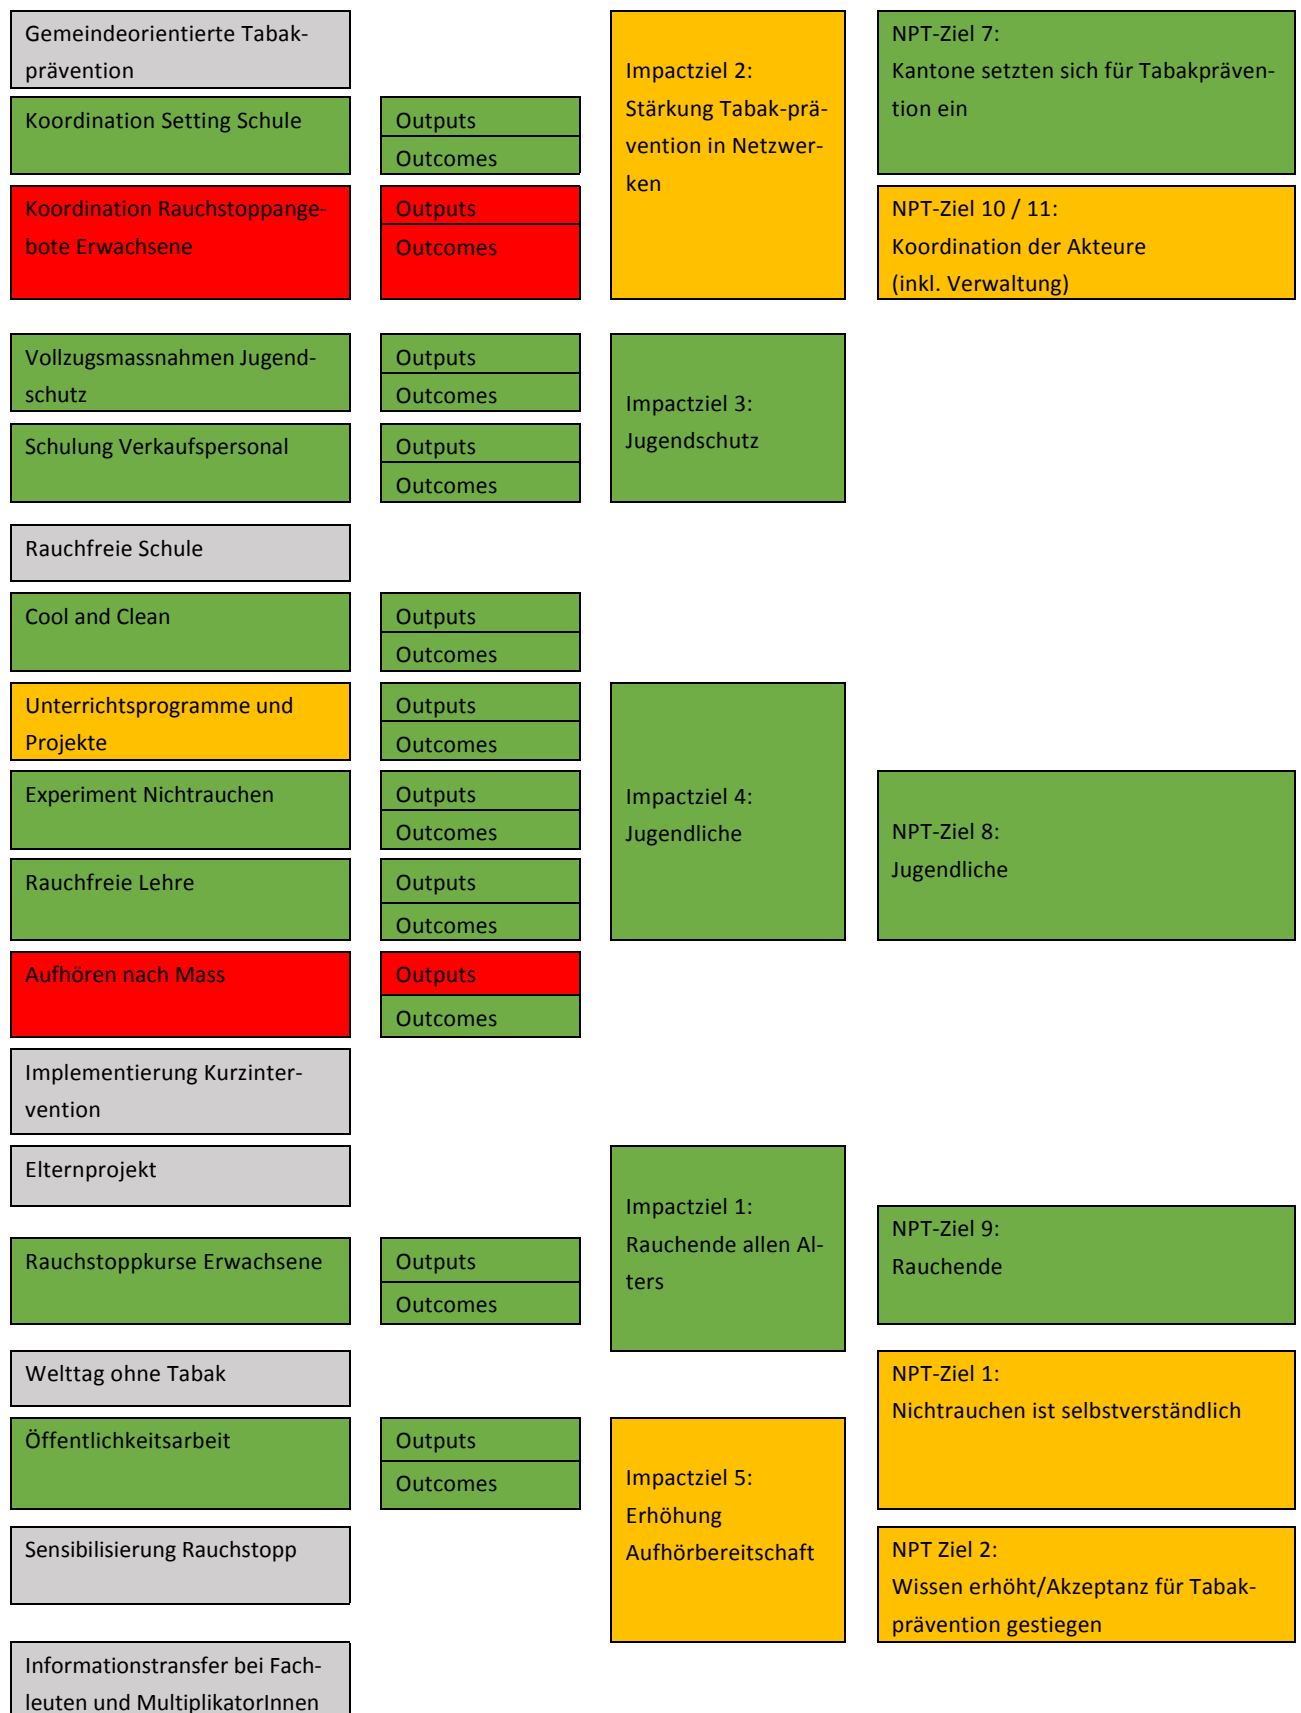 Gemeindeorientierte Tabak-
prävention
Koordination Setting Schule
Outputs
Outcomes
Koordination Rauchstoppange-
bote Erwachsene
Outputs
Outcomes
Impactziel 2:
Stärkung Tabak-prä-
vention in Netzwer-
ken
NPT-Ziel 7:
Kantone setzten sich für Tabakpräven-
tion ein
NPT-Ziel 10 / 11:
Koordination der Akteure
(inkl. Verwaltung)
Vollzugsmassnahmen Jugend-
schutz
Outputs
Outcomes
Schulung Verkaufspersonal
Outputs
Outcomes
Impactziel 3:
Jugendschutz
Rauchfreie Schule
Cool and Clean
Outputs
Outcomes
Unterrichtsprogramme und
Projekte
Outputs
Outcomes
Experiment Nichtrauchen
Outputs
Outcomes
Rauchfreie Lehre
Outputs
Outcomes
Impactziel 4:
Jugendliche
NPT-Ziel 8:
Jugendliche
Aufhören nach Mass
Outputs
Outcomes
Implementierung Kurzinter-
vention
Elternprojekt
Rauchstoppkurse Erwachsene
Outputs
Outcomes
Impactziel 1:
Rauchende allen Al-
ters
NPT-Ziel 9:
Rauchende
Welttag ohne Tabak
Öffentlichkeitsarbeit
Outputs
Outcomes
Sensibilisierung Rauchstopp
Impactziel 5:
Erhöhung
Aufhörbereitschaft
NPT-Ziel 1:
Nichtrauchen ist selbstverständlich
NPT Ziel 2:
Wissen erhöht/Akzeptanz für Tabak-
prävention gestiegen
Informationstransfer bei Fach-
leuten und MultiplikatorInnen